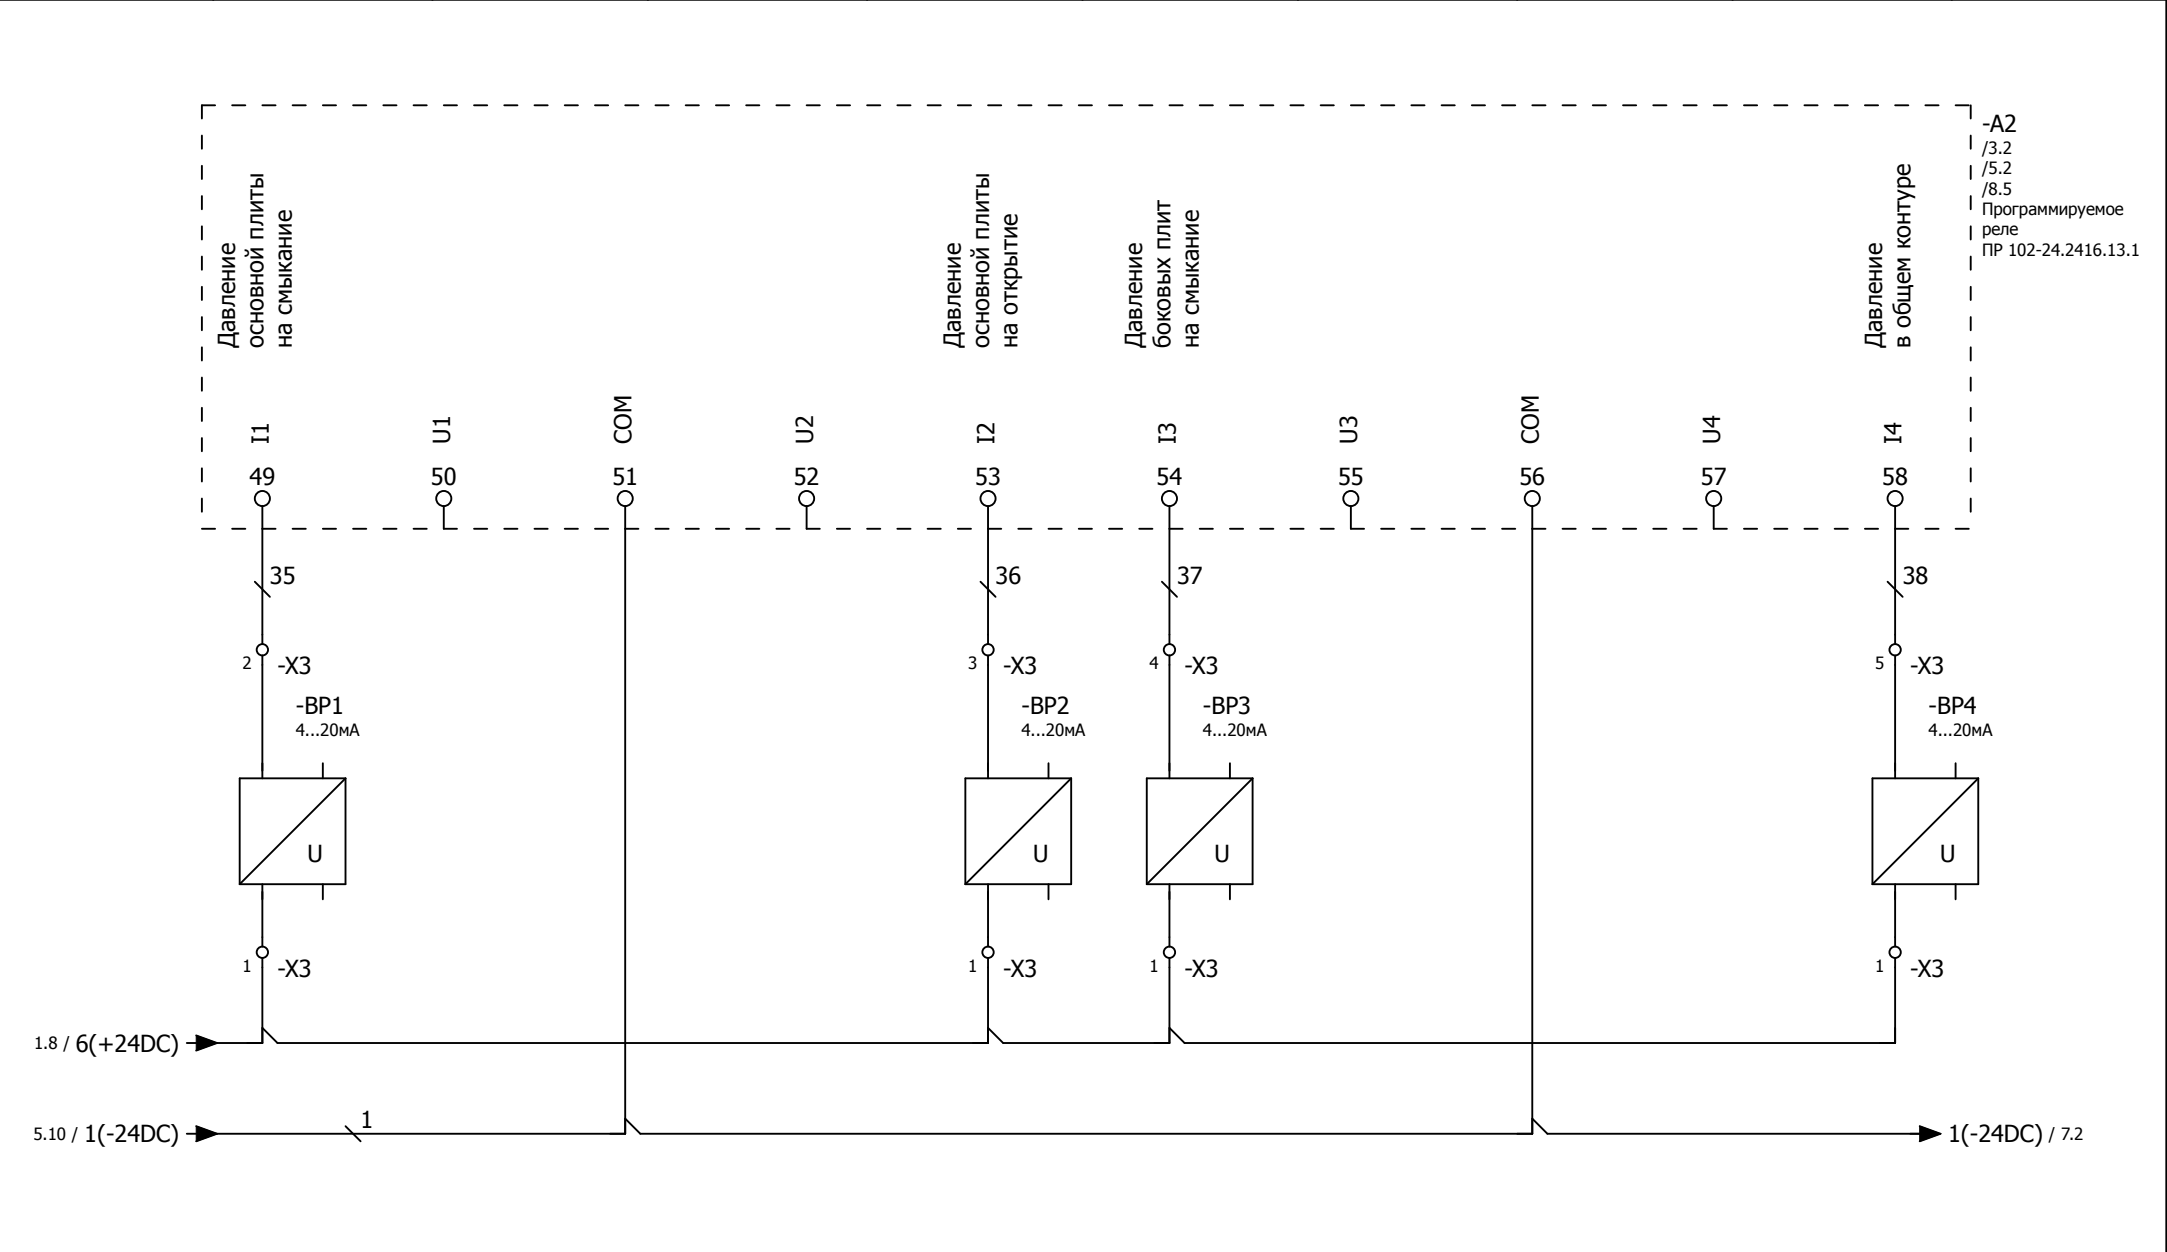 -A2
/3.2
/5.2
/8.5
Программируемое
реле
ПР 102-24.2416.13.1
Давление
основной плиты
на смыкание
Давление
основной плиты
на открытие
Давление
боковых плит
на смыкание
Давление
в общем контуре
I1 U1 COM U2 I2 I3 U3 COM U4 I4
49 50 51 52 53 54 55 56 57 58
35 36 37 38
2 -X3 3 -X3 4 -X3 5 -X3
-BP1 -BP2 -BP3 -BP4
4...20мА 4...20мА 4...20мА 4...20мА
U U U U
1 -X3 1 -X3 1 -X3 1 -X3
1.8 / 6(+24DC)
1
5.10 / 1(-24DC) 1(-24DC) / 7.2